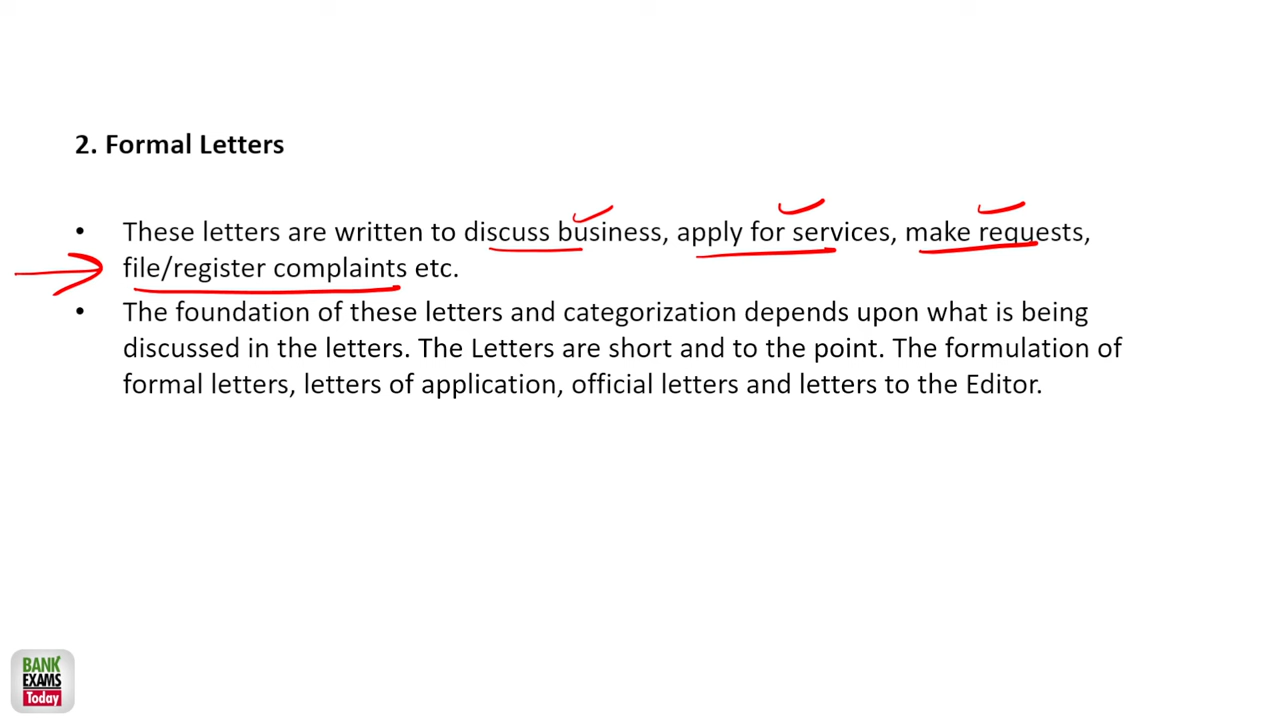 2. Formal Letters
• These letters are written to discuss business, apply for services, make requests,
file/register complaints etc.
• The foundation of these letters and categorization depends upon what is being
discussed in the letters. The Letters are short and to the point. The formulation of
formal letters, letters of application, official letters and letters to the Editor.
BANK
EXAMS
Today